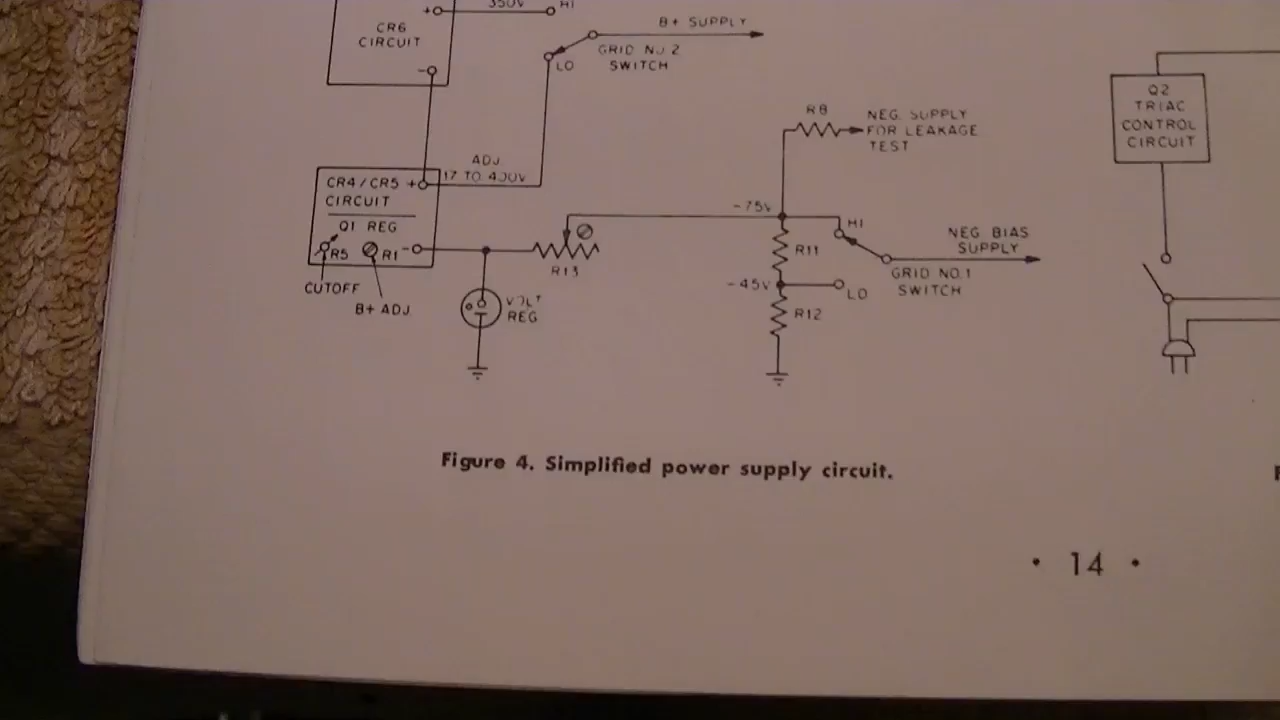 350V
HI
+
CR6
CIRCUIT
-
B+ SUPPLY
GRID NO. 2
SWITCH
LO
ADJ
17 TO 400V
CR4/CR5 +
CIRCUIT
Q1 REG
R5
R1 -
CUTOFF
B+ ADJ
VOLT
REG
R13
R8
NEG. SUPPLY
FOR LEAKAGE
TEST
-75V
HI
R11
NEG. BIAS
SUPPLY
GRID NO. 1
SWITCH
-45V
LO
R12
Q2
TRIAC
CONTROL
CIRCUIT
Figure 4. Simplified power supply circuit.
• 14 •